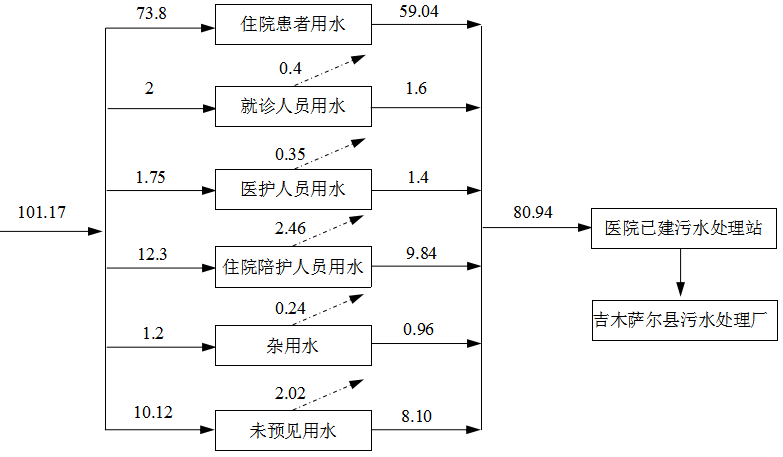 73.8 住院患者用水 59.04
0.4
2 就诊人员用水 1.6
0.35
1.75 医护人员用水 1.4
101.17 80.94 医院已建污水处理站
2.46
12.3 住院陪护人员用水 9.84
0.24
吉木萨尔县污水处理厂
1.2 杂用水 0.96
2.02
10.12 未预见用水 8.10